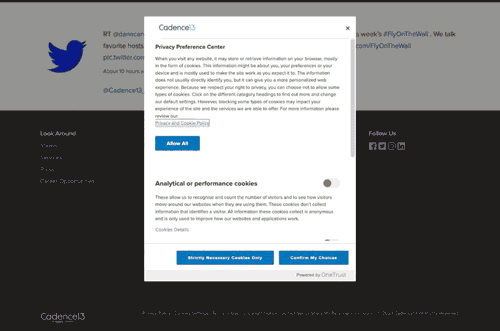 RT @danscan
week's #FlyOnTheWall. We talk
favorite hosts
.com/FlyOnTheWall
pic.twitter.com
About 10 hours
@Cadence13_
Cadence13
×
Privacy Preference Center
When you visit any website, it may store or retrieve information on your browser, mostly
in the form of cookies. This information might be about you, your preferences or your
device and is mostly used to make the site work as you expect it to. The information
does not usually directly identify you, but it can give you a more personalized web
experience. Because we respect your right to privacy, you can choose not to allow some
types of cookies. Click on the different category headings to find out more and change
our default settings. However, blocking some types of cookies may impact your
experience of the site and the services we are able to offer. For more information please
review our:
Privacy and Cookie Policy
Allow All
Analytical or performance cookies
These allow us to recognise and count the number of visitors and to see how visitors
move around our websites when they are using them. These cookies don't collect
information that identifies a visitor. All information these cookies collect is anonymous
and is only used to improve how our websites and applications work.
Cookies Details
Strictly Necessary Cookies Only
Confirm My Choices
Powered by OneTrust
Look Around
Career Opportunities
Follow Us
Cadence13